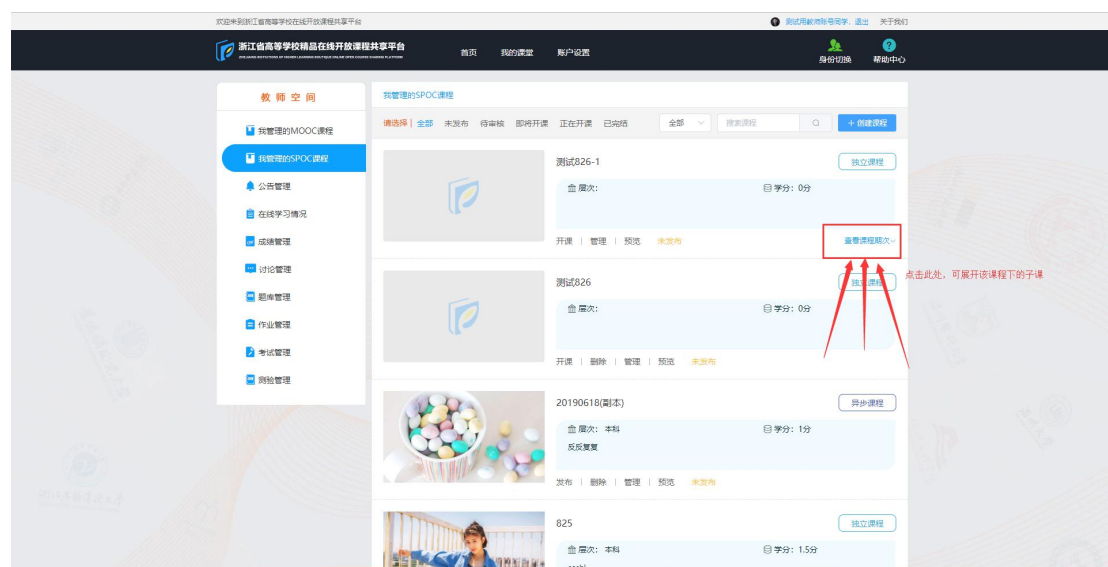 欢迎来到浙江省高等学校在线开放课程共享平台
测试用教师账号同学，退出 关于我们
浙江省高等学校精品在线开放课程共享平台
首页 我的课堂 账户设置
身份切换 帮助中心
教师空间
我管理的MOOC课程
我管理的SPOC课程
公告管理
在线学习情况
成绩管理
讨论管理
题库管理
作业管理
考试管理
测验管理
我管理的SPOC课程
请选择 | 全部 未发布 待审核 即将开课 正在开课 已完结 全部 搜索课程 + 创建课程
测试826-1 独立课程
层次： 学分：0分
开课 | 管理 | 预览 未发布 查看课程期次
点击此处，可展开该课程下的子课
测试826 独立课程
层次： 学分：0分
开课 | 删除 | 管理 | 预览 未发布
20190618(副本) 异步课程
层次：本科 学分：1分
反反复复
发布 | 删除 | 管理 | 预览 未发布
825 独立课程
层次：本科 学分：1.5分